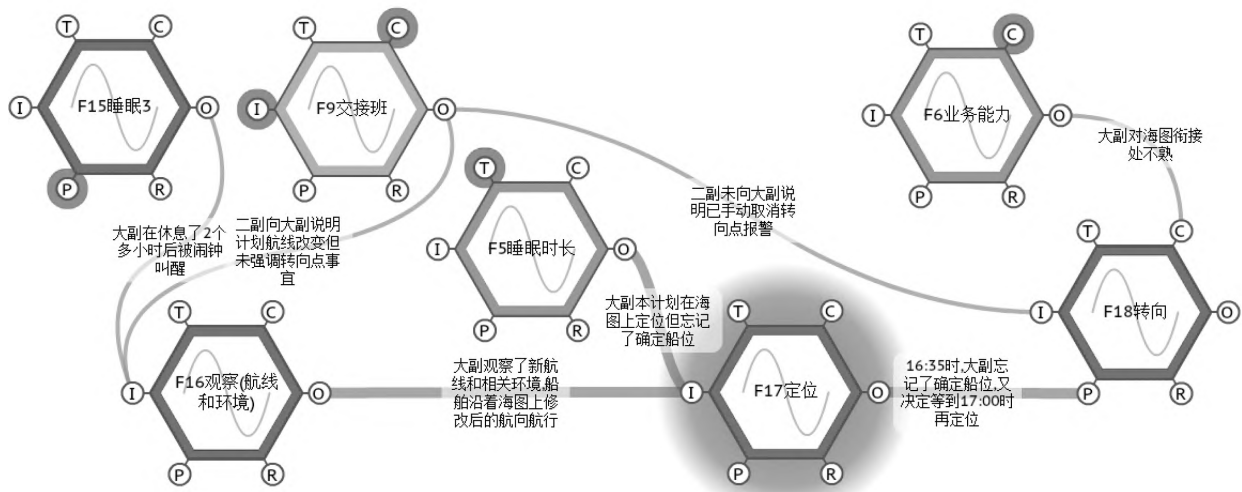 T
C
I
F15睡眠3
O
P
R
T
C
I
F9交接班
O
P
R
T
C
I
F6业务能力
O
P
R
大副对海图衔接
处不熟
大副在休息了2个
多小时后被闹钟
叫醒
二副向大副说明
计划航线改变但
未强调转向点事
宜
T
C
I
F5睡眠时长
O
P
R
二副未向大副说
明已手动取消转
向点报警
大副本计划在海
图上定位但忘记
了确定船位
T
C
I
F16观察(航线
和环境)
O
P
R
大副观察了新航
线和相关环境,船
舶沿着海图上修
改后的航向航行
T
C
I
F17定位
O
P
R
16:35时,大副忘
记了确定船位,又
决定等到17:00时
再定位
T
C
I
F18转向
O
P
R